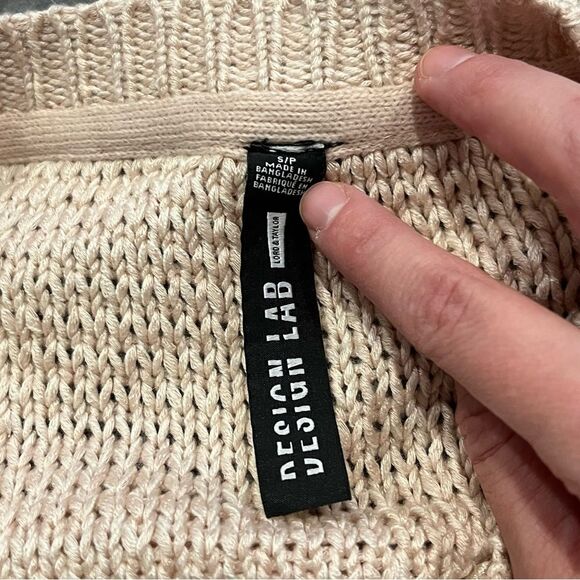 S/P
MADE IN
BANGLADESH
FABRIQUÉ EN
BANGLADESH
LORD & TAYLOR
DESIGN LAB
DESIGN LAB